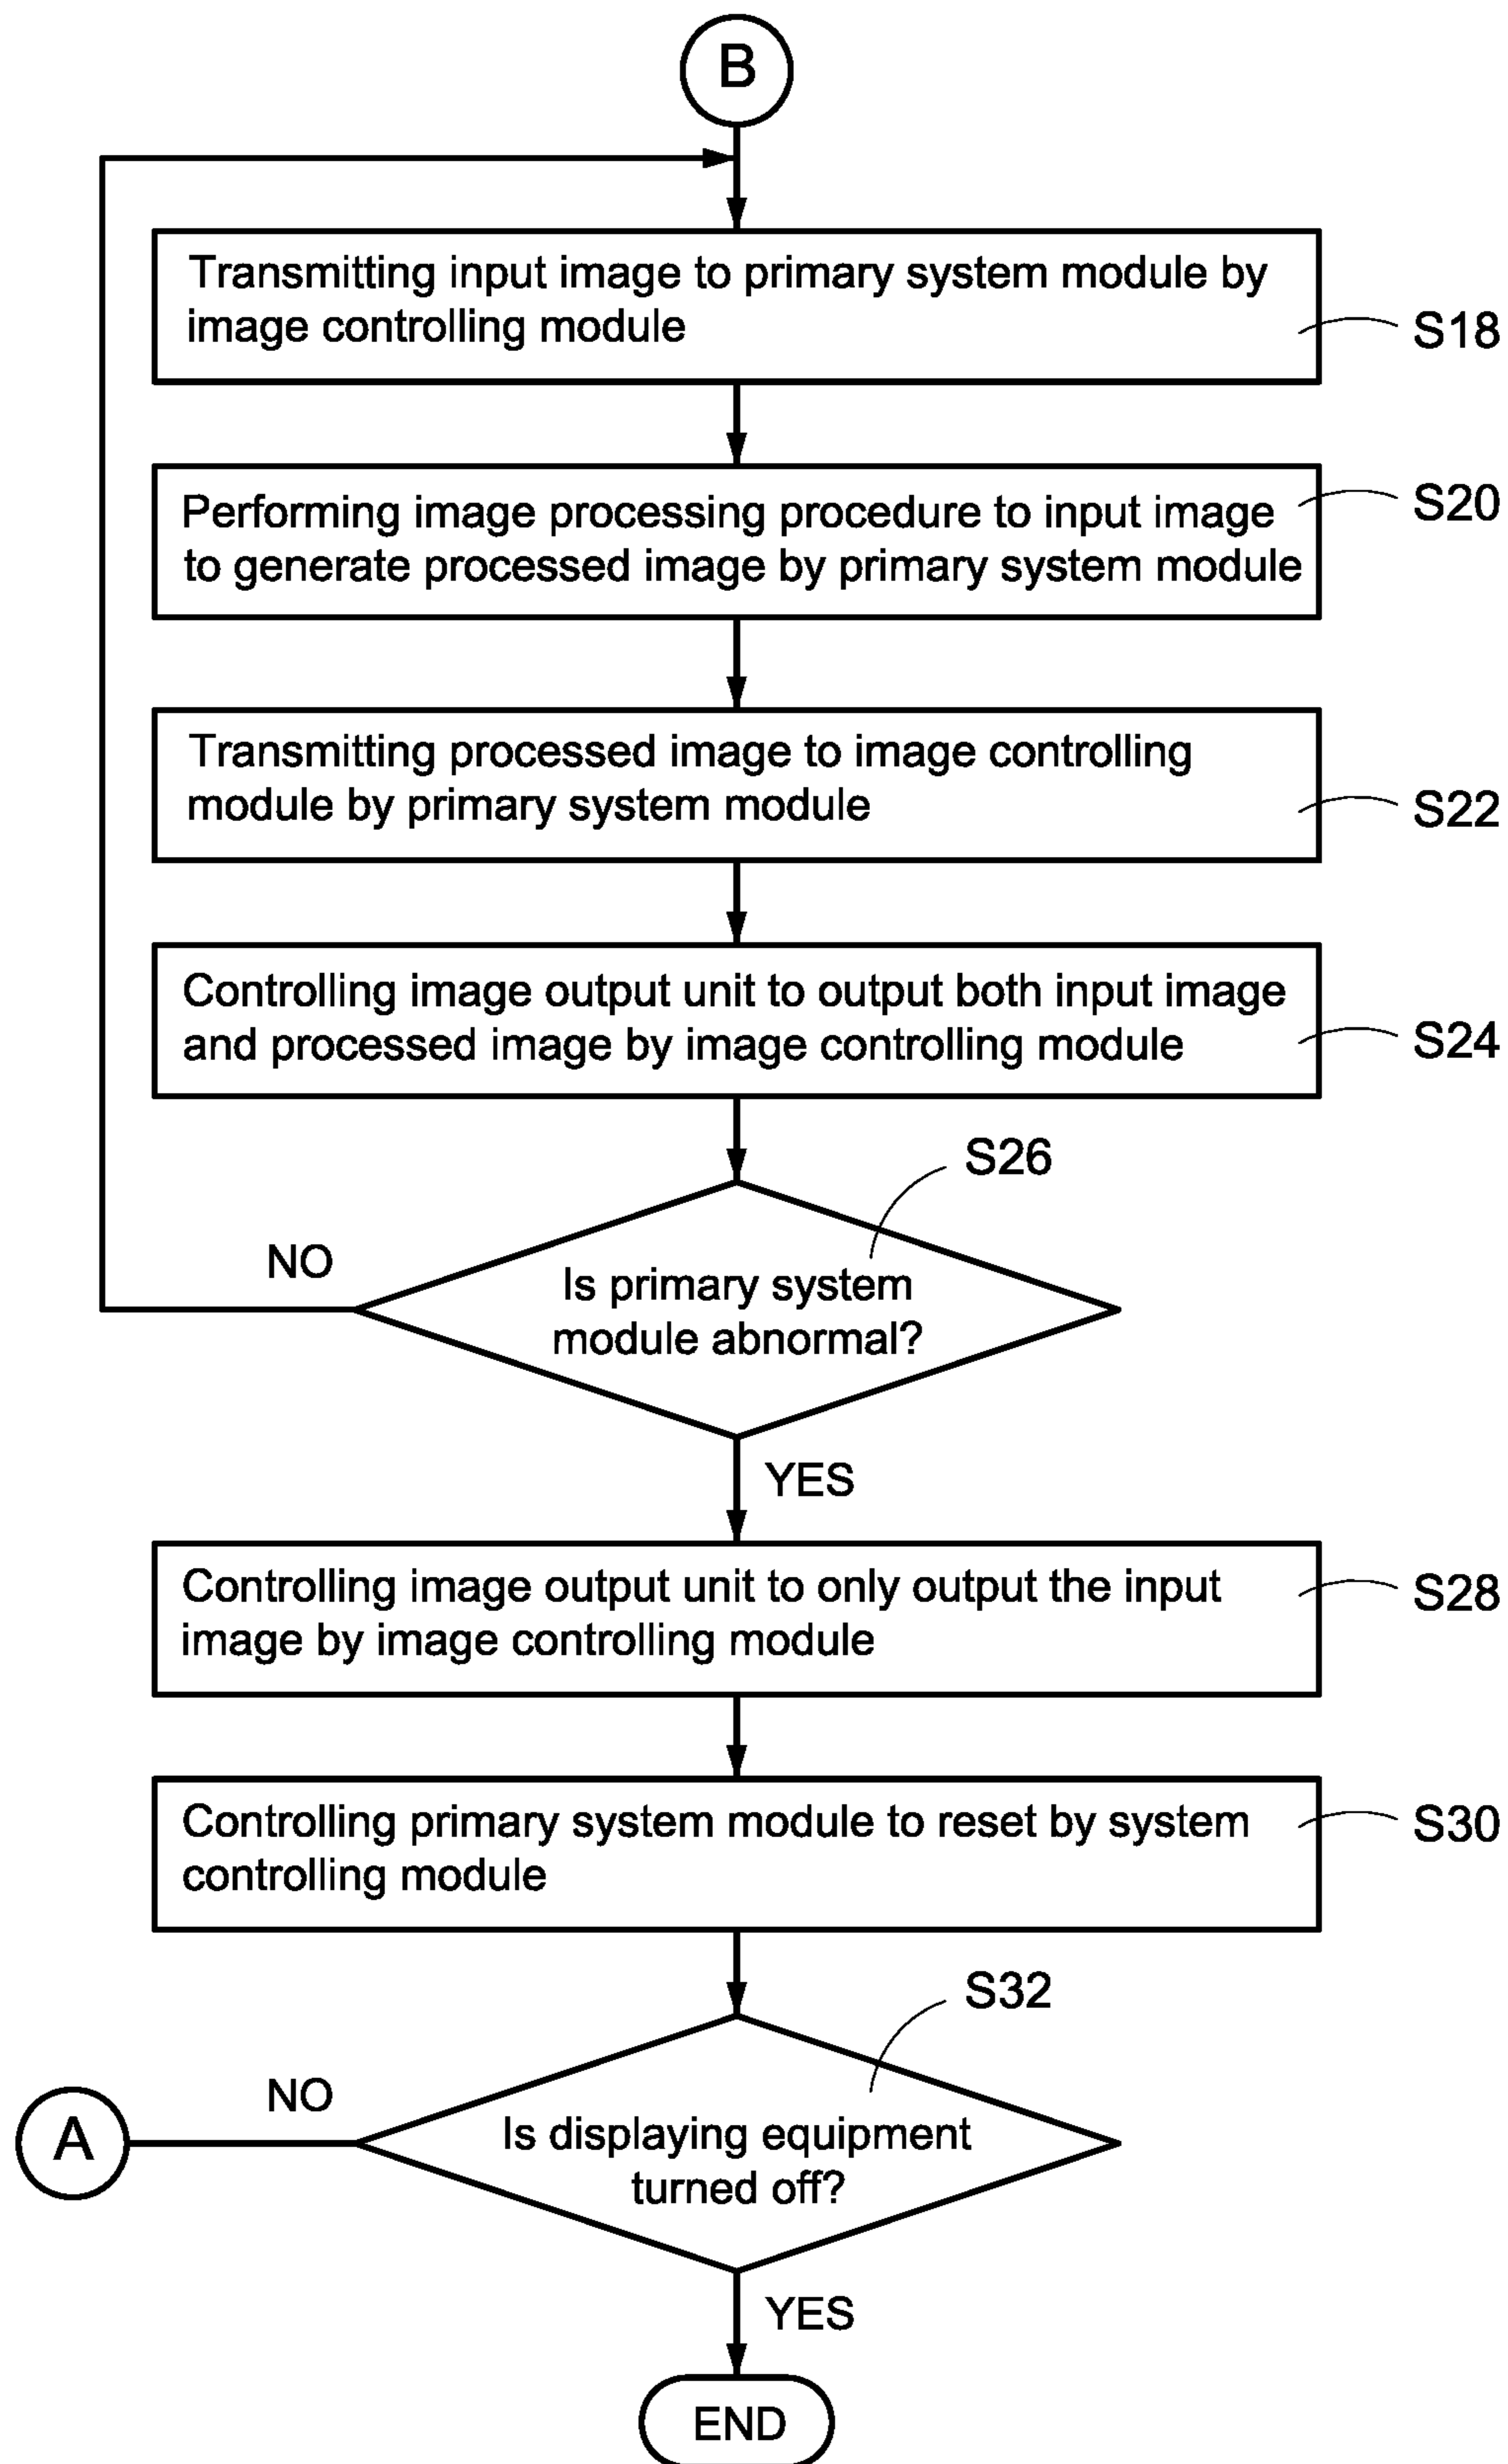 B
Transmitting input image to primary system module by
image controlling module
S18
Performing image processing procedure to input image
to generate processed image by primary system module
S20
Transmitting processed image to image controlling
module by primary system module
S22
Controlling image output unit to output both input image
and processed image by image controlling module
S24
S26
NO
Is primary system
module abnormal?
YES
Controlling image output unit to only output the input
image by image controlling module
S28
Controlling primary system module to reset by system
controlling module
S30
S32
NO
A
Is displaying equipment
turned off?
YES
END